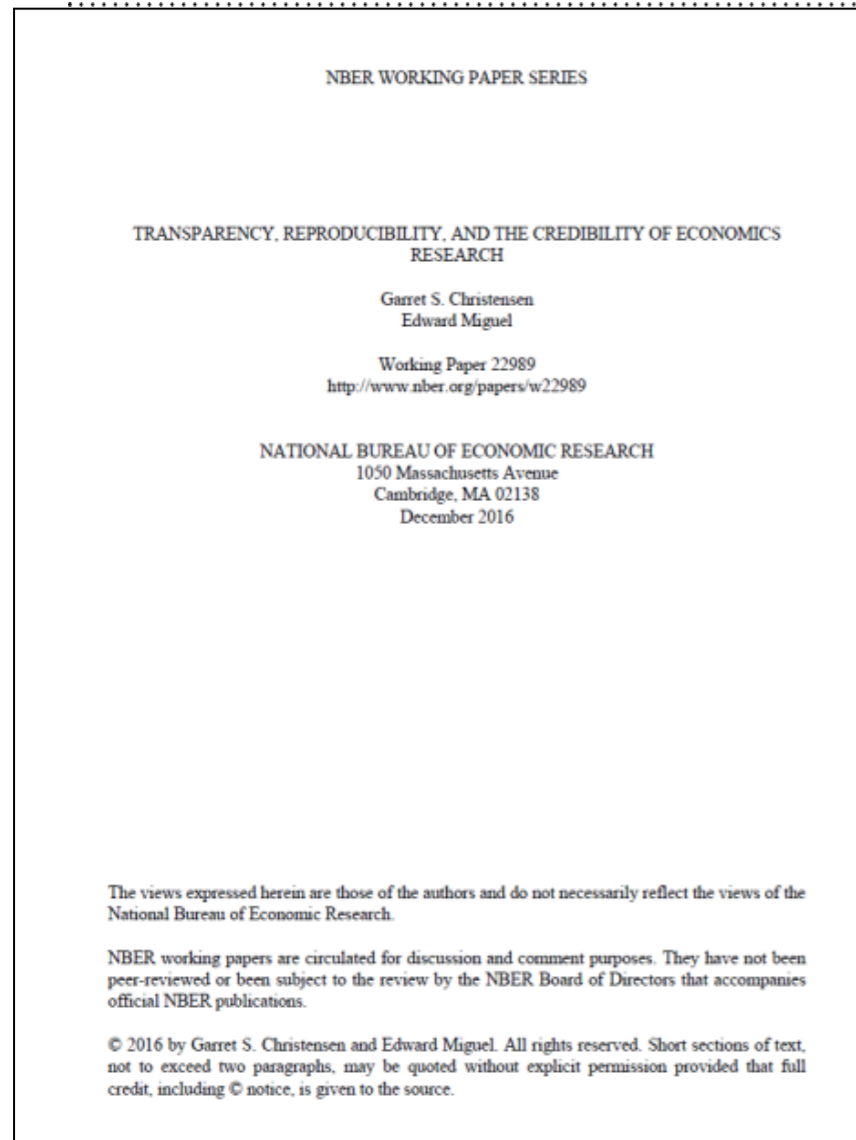 NBER WORKING PAPER SERIES
TRANSPARENCY, REPRODUCIBILITY, AND THE CREDIBILITY OF ECONOMICS
RESEARCH
Garret S. Christensen
Edward Miguel
Working Paper 22989
http://www.nber.org/papers/w22989
NATIONAL BUREAU OF ECONOMIC RESEARCH
1050 Massachusetts Avenue
Cambridge, MA 02138
December 2016
The views expressed herein are those of the authors and do not necessarily reflect the views of the
National Bureau of Economic Research.
NBER working papers are circulated for discussion and comment purposes. They have not been
peer-reviewed or been subject to the review by the NBER Board of Directors that accompanies
official NBER publications.
© 2016 by Garret S. Christensen and Edward Miguel. All rights reserved. Short sections of text,
not to exceed two paragraphs, may be quoted without explicit permission provided that full
credit, including © notice, is given to the source.